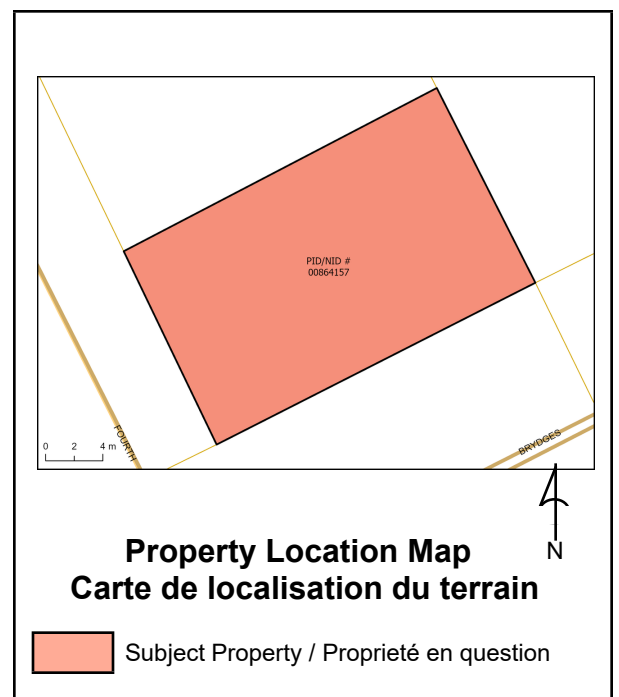 PID/NID #
00864157
FOURTH
0 2 4 m
BRYDGES
N
Property Location Map
Carte de localisation du terrain
Subject Property / Proprieté en question